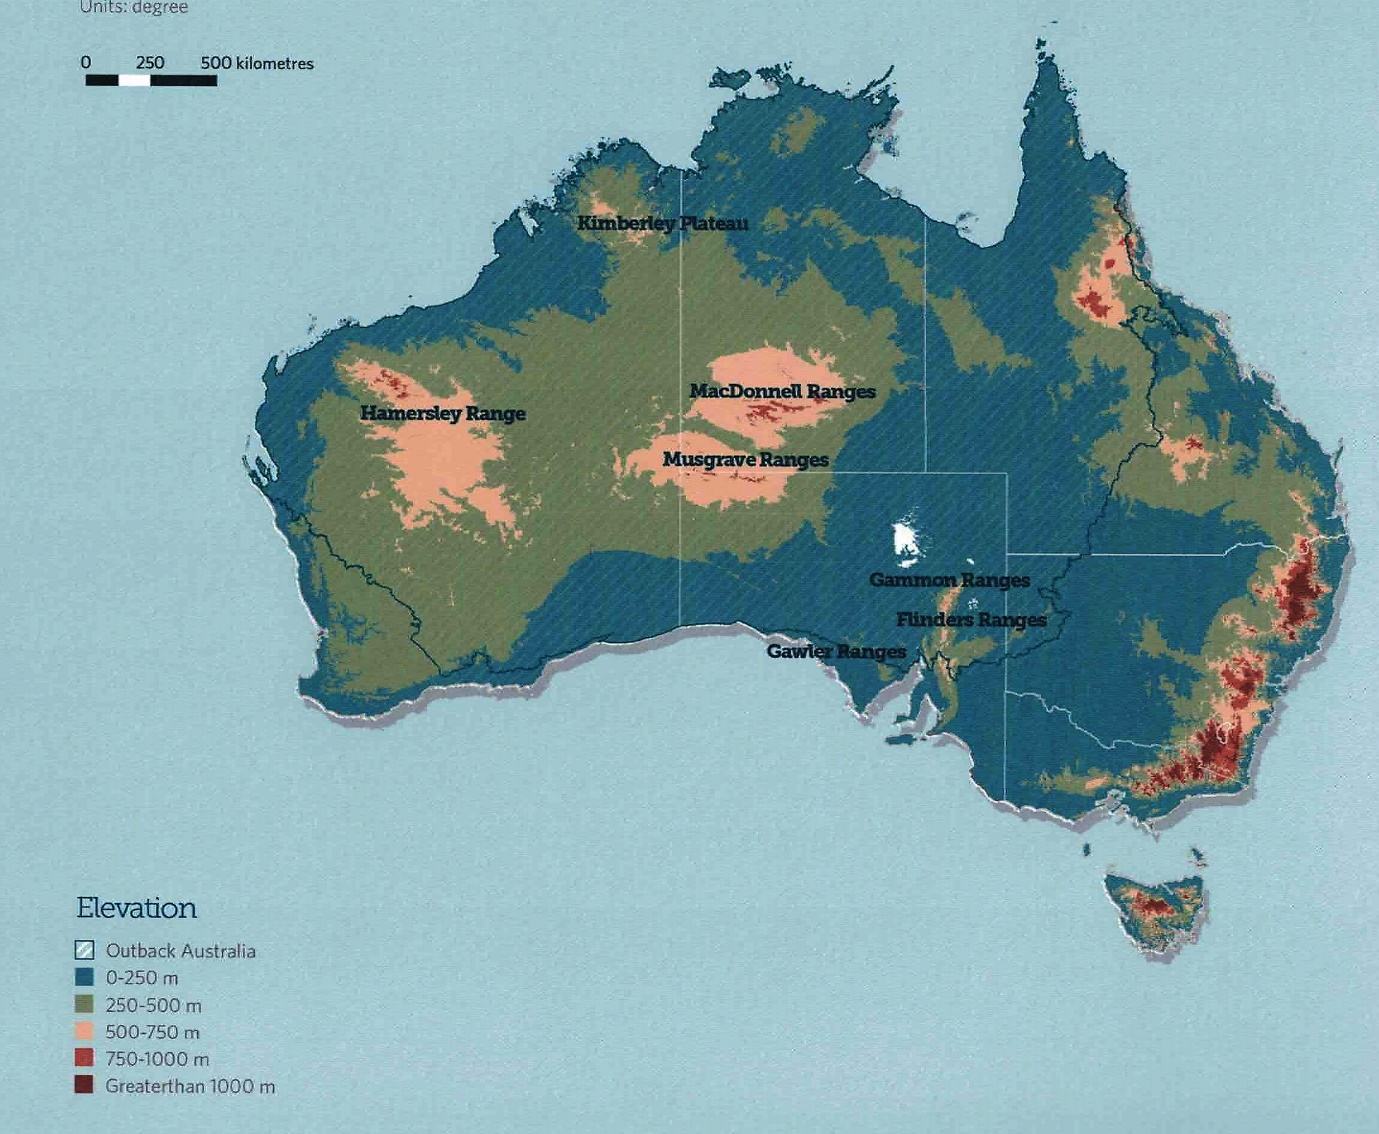 Units: degree
0 250 500 kilometres
Kimberley Plateau
MacDonnell Ranges
Hamersley Range
Musgrave Ranges
Gammon Ranges
Flinders Ranges
Gawler Ranges
Elevation
Outback Australia
0-250 m
250-500 m
500-750 m
750-1000 m
Greaterthan 1000 m